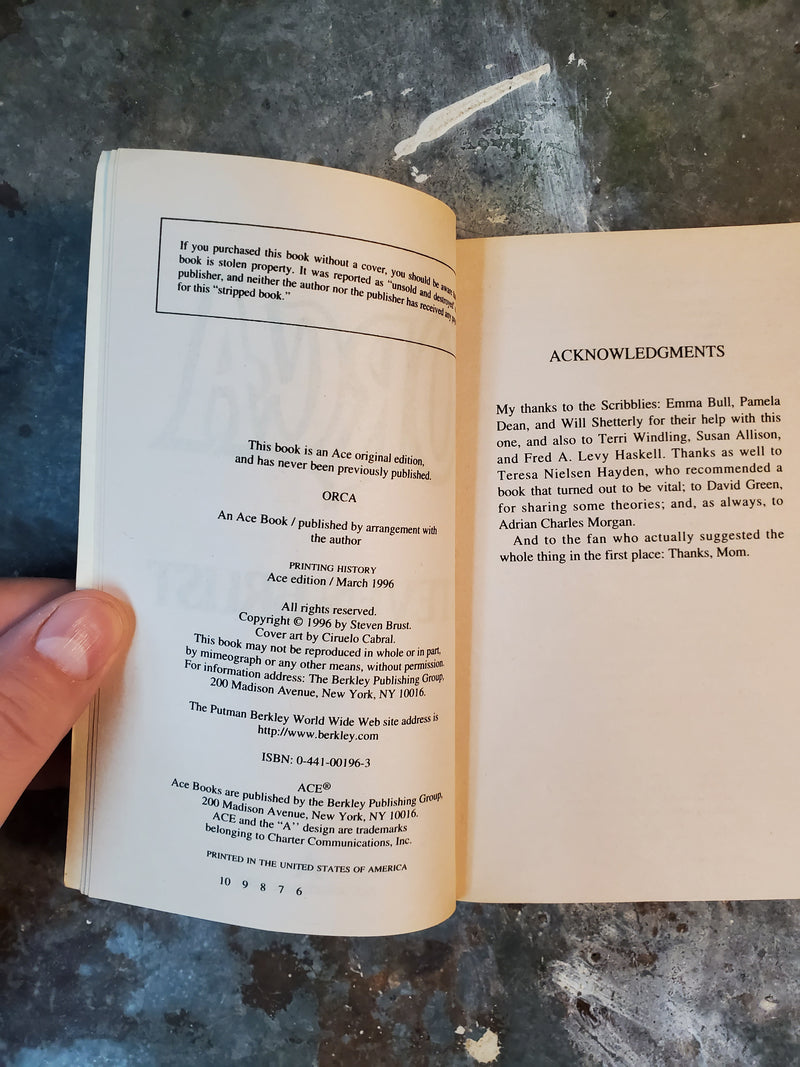 If you purchased this book without a cover, you should be aware
book is stolen property. It was reported as "unsold and destroyed"
publisher, and neither the author nor the publisher has received any
for this "stripped book."
This book is an Ace original edition,
and has never been previously published.
ORCA
An Ace Book / published by arrangement with
the author
PRINTING HISTORY
Ace edition / March 1996
All rights reserved.
Copyright © 1996 by Steven Brust.
Cover art by Ciruelo Cabral.
This book may not be reproduced in whole or in part,
by mimeograph or any other means, without permission.
For information address: The Berkley Publishing Group,
200 Madison Avenue, New York, NY 10016.
The Putman Berkley World Wide Web site address is
http://www.berkley.com
ISBN: 0-441-00196-3
ACE®
Ace Books are published by the Berkley Publishing Group,
200 Madison Avenue, New York, NY 10016.
ACE and the "A" design are trademarks
belonging to Charter Communications, Inc.
PRINTED IN THE UNITED STATES OF AMERICA
10 9 8 7 6
ACKNOWLEDGMENTS
My thanks to the Scribblies: Emma Bull, Pamela
Dean, and Will Shetterly for their help with this
one, and also to Terri Windling, Susan Allison,
and Fred A. Levy Haskell. Thanks as well to
Teresa Nielsen Hayden, who recommended a
book that turned out to be vital; to David Green,
for sharing some theories; and, as always, to
Adrian Charles Morgan.
And to the fan who actually suggested the
whole thing in the first place: Thanks, Mom.